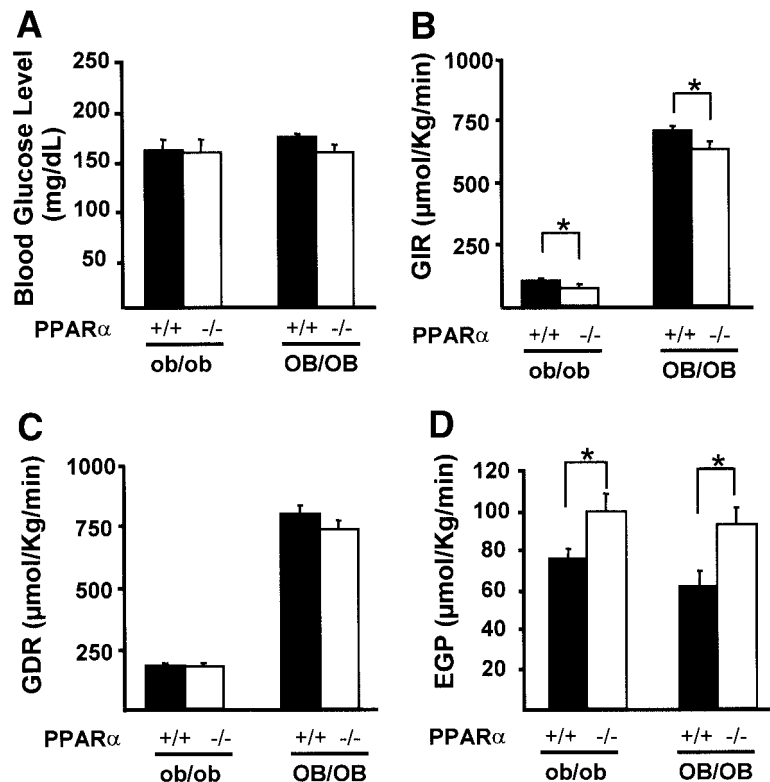 A
Blood Glucose Level
(mg/dL)
250
200
150
100
50
PPARα +/+ -/- +/+ -/-
ob/ob OB/OB
B
GIR (µmol/Kg/min)
1000
750
500
250
*
*
PPARα +/+ -/- +/+ -/-
ob/ob OB/OB
C
GDR (µmol/Kg/min)
1000
750
500
250
PPARα +/+ -/- +/+ -/-
ob/ob OB/OB
D
EGP (µmol/Kg/min)
120
100
80
60
40
20
*
*
PPARα +/+ -/- +/+ -/-
ob/ob OB/OB